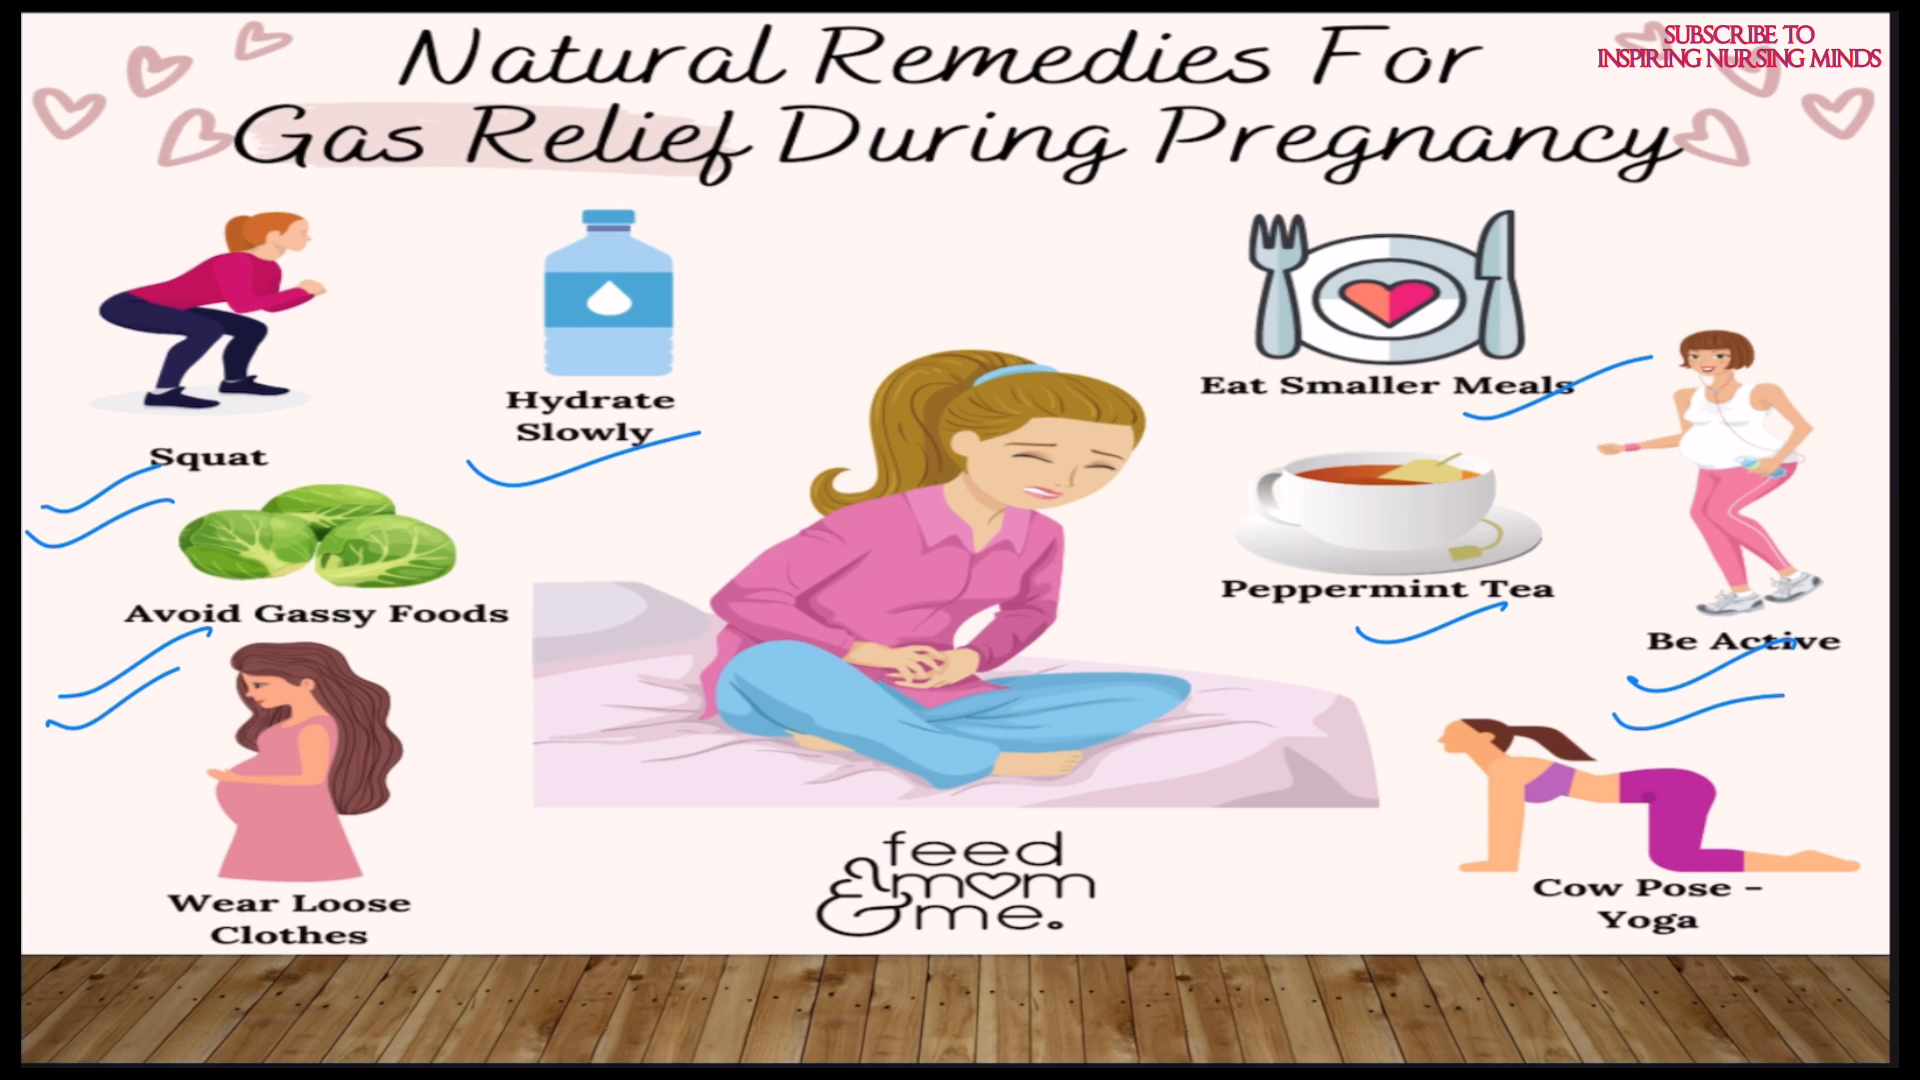 Natural Remedies For
Gas Relief During Pregnancy
SUBSCRIBE TO
INSPIRING NURSING MINDS
Squat
Hydrate
Slowly
Eat Smaller Meals
Avoid Gassy Foods
Peppermint Tea
Be Active
Wear Loose
Clothes
feed
mom
&me.
Cow Pose -
Yoga